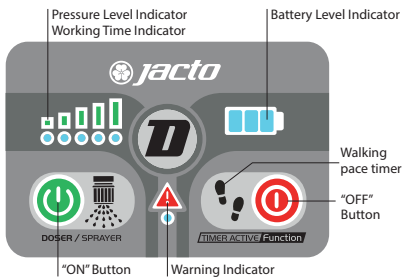 Pressure Level Indicator
Working Time Indicator
Battery Level Indicator
jacto
D
Walking
pace timer
"OFF"
Button
DOSER / SPRAYER
TIMER ACTIVE Function
"ON" Button
Warning Indicator